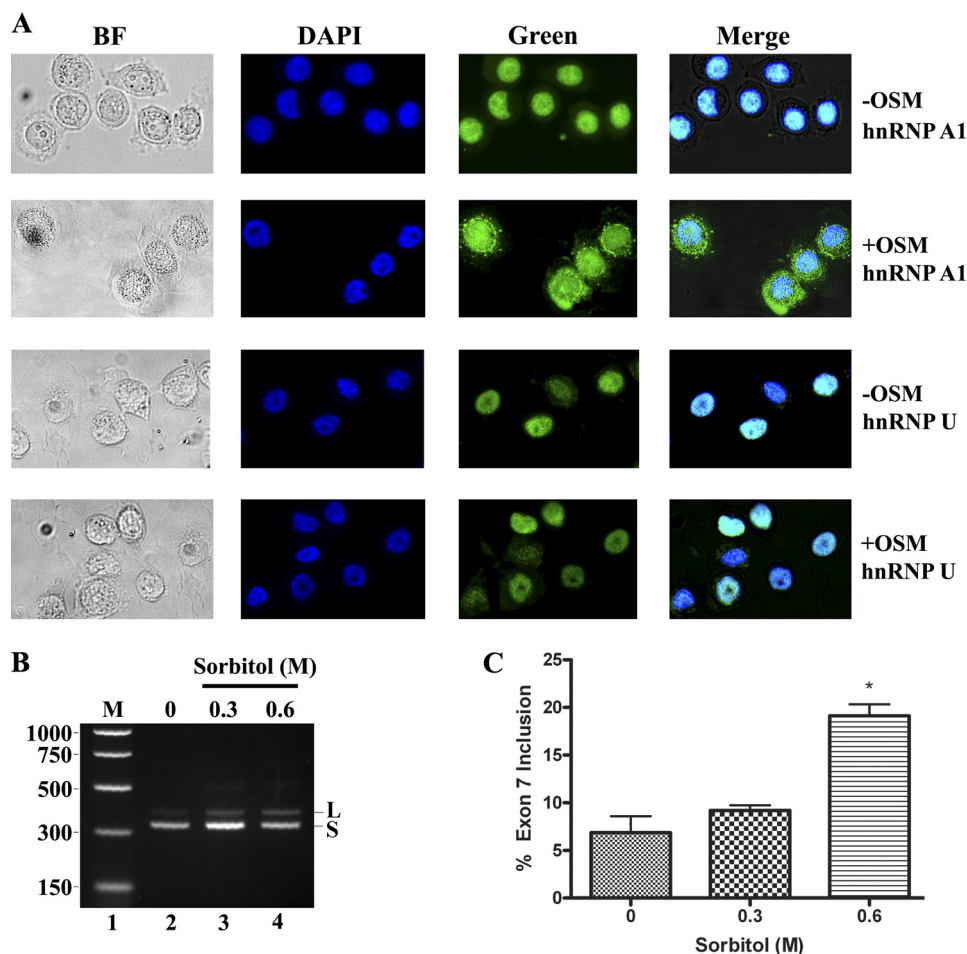 A
BF DAPI Green Merge
-OSM
hnRNP A1
+OSM
hnRNP A1
-OSM
hnRNP U
+OSM
hnRNP U
B
Sorbitol (M)
M 0 0.3 0.6
1000
750
500
300
150
L
S
1 2 3 4
C
% Exon 7 Inclusion
25
20
15
10
5
0
*
0 0.3 0.6
Sorbitol (M)